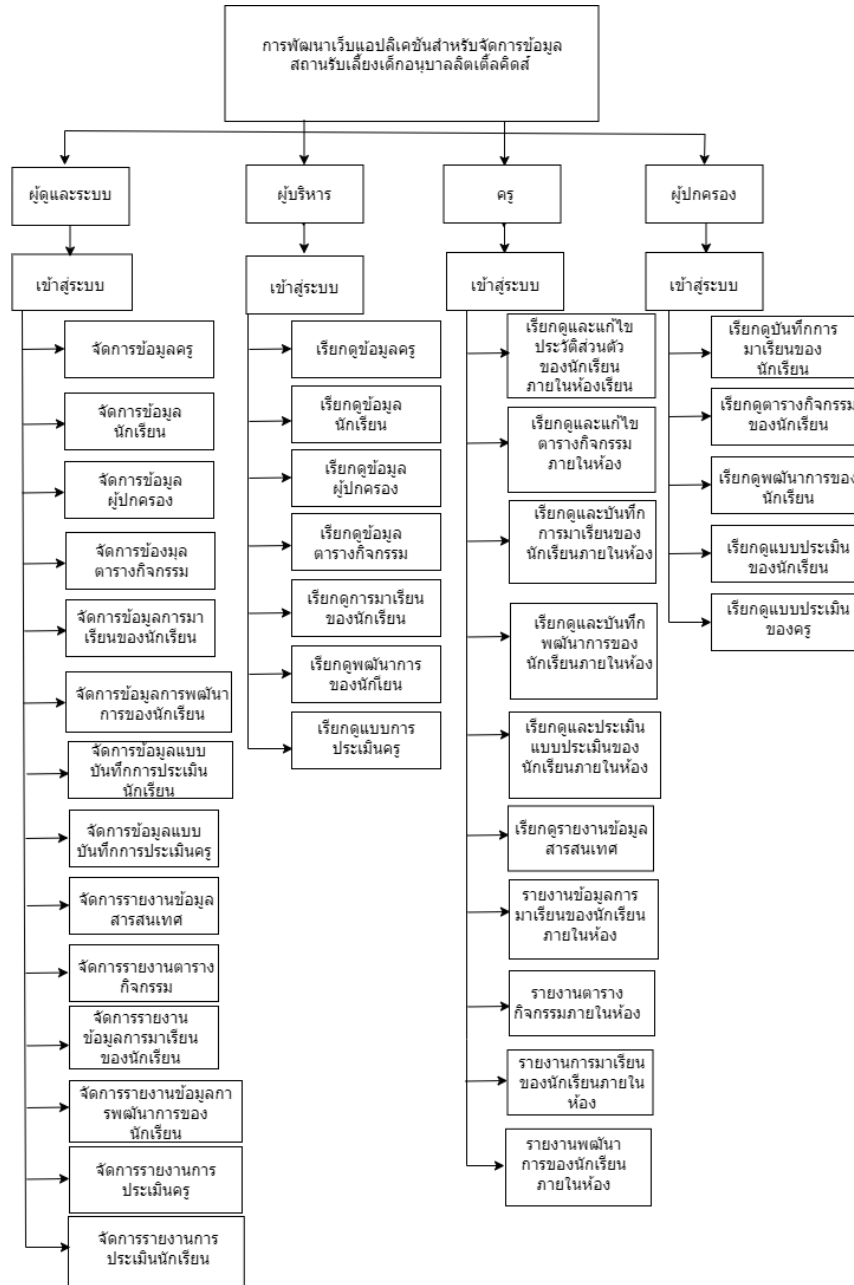 การพัฒนาเว็บแอปลิเคชันสำหรับจัดการข้อมูล
สถานรับเลี้ยงเด็กอนุบาลลิตเติ้ลคิดส์
ผู้ดูและระบบ
ผู้บริหาร
ครู
ผู้ปกครอง
เข้าสู่ระบบ
เข้าสู่ระบบ
เข้าสู่ระบบ
เข้าสู่ระบบ
จัดการข้อมูลครู
จัดการข้อมูล
นักเรียน
จัดการข้อมูล
ผู้ปกครอง
จัดการข้องมุล
ตารางกิจกรรม
จัดการข้อมูลการมา
เรียนของนักเรียน
จัดการข้อมูลการพัฒนา
การของนักเรียน
จัดการข้อมูลแบบ
บันทึกการประเมิน
นักเรียน
จัดการข้อมูลแบบ
บันทึกการประเมินครู
จัดการรายงานข้อมูล
สารสนเทศ
จัดการรายงานตาราง
กิจกรรม
จัดการรายงาน
ข้อมูลการมาเรียน
ของนักเรียน
จัดการรายงานข้อมูลกา
รพัฒนาการของ
นักเรียน
จัดการรายงานการ
ประเมินครู
จัดการรายงานการ
ประเมินนักเรียน
เรียกดูข้อมูลครู
เรียกดูข้อมูล
นักเรียน
เรียกดูข้อมูล
ผู้ปกครอง
เรียกดูข้อมูล
ตารางกิจกรรม
เรียกดูการมาเรียน
ของนักเรียน
เรียกดูพัฒนาการ
ของนักเยน
เรียกดูแบบการ
ประเมินครู
เรียกดูและแก้ไข
ประวัติส่วนตัว
ของนักเรียน
ภายในห้องเรียน
เรียกดูและแก้ไข
ตารางกิจกรรม
ภายในห้อง
เรียกดูและบันทึก
การมาเรียนของ
นักเรียนภายในห้อง
เรียกดูและบันทึก
พัฒนาการของ
นักเรียนภายในห้อง
เรียกดูและประเมิน
แบบประเมินของ
นักเรียนภายในห้อง
เรียกดูรายงานข้อมูล
สารสนเทศ
รายงานข้อมูลการ
มาเรียนของนักเรียน
ภายในห้อง
รายงานตาราง
กิจกรรมภายในห้อง
รายงานการมาเรียน
ของนักเรียนภายใน
ห้อง
รายงานพัฒนา
การของนักเรียน
ภายในห้อง
เรียกดูบันทึกการ
มาเรียนของ
นักเรียน
เรียกดูตารางกิจกรรม
ของนักเรียน
เรียกดูพัฒนาการของ
นักเรียน
เรียกดูแบบประเมิน
ของนักเรียน
เรียกดูแบบประเมิน
ของครู